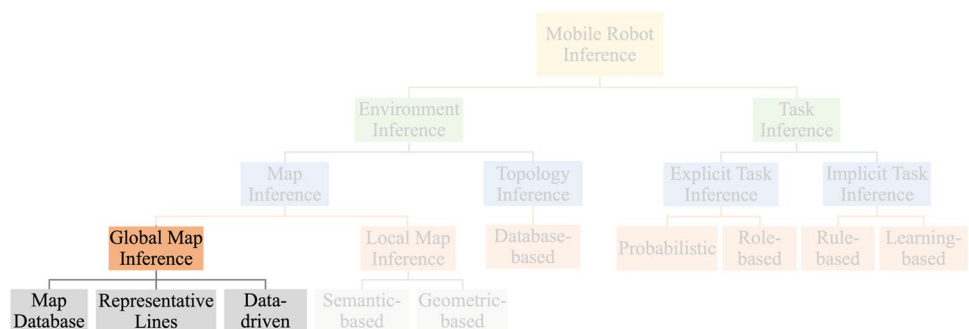 Mobile Robot
Inference
Environment
Inference
Task
Inference
Map
Inference
Topology
Inference
Explicit Task
Inference
Implicit Task
Inference
Global Map
Inference
Local Map
Inference
Database-
based
Probabilistic
Role-
based
Rule-
based
Learning-
based
Map
Database
Representative
Lines
Data-
driven
Semantic-
based
Geometric-
based